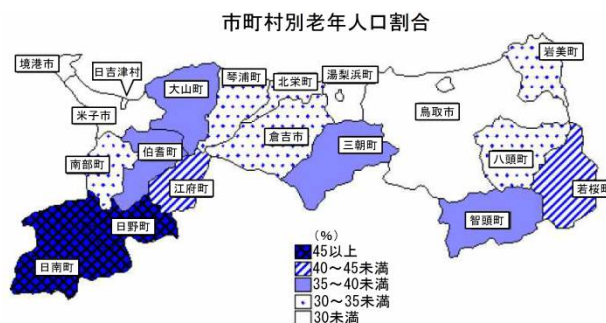 市町村別老年人口割合
境港市
日吉津村
大山町
琴浦町
北栄町
湯梨浜町
岩美町
米子市
鳥取市
倉吉市
伯耆町
三朝町
八頭町
南部町
江府町
若桜町
日野町
智頭町
日南町
(%)
45以上
40～45未満
35～40未満
30～35未満
30未満